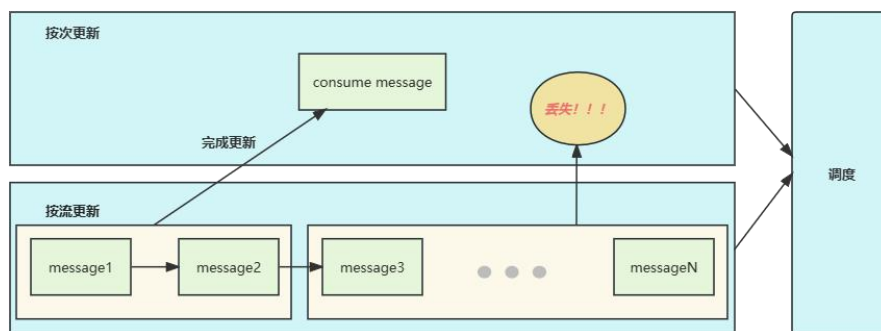 按次更新
consume message
丢失！！！
完成更新
调度
按流更新
message1
message2
message3
messageN